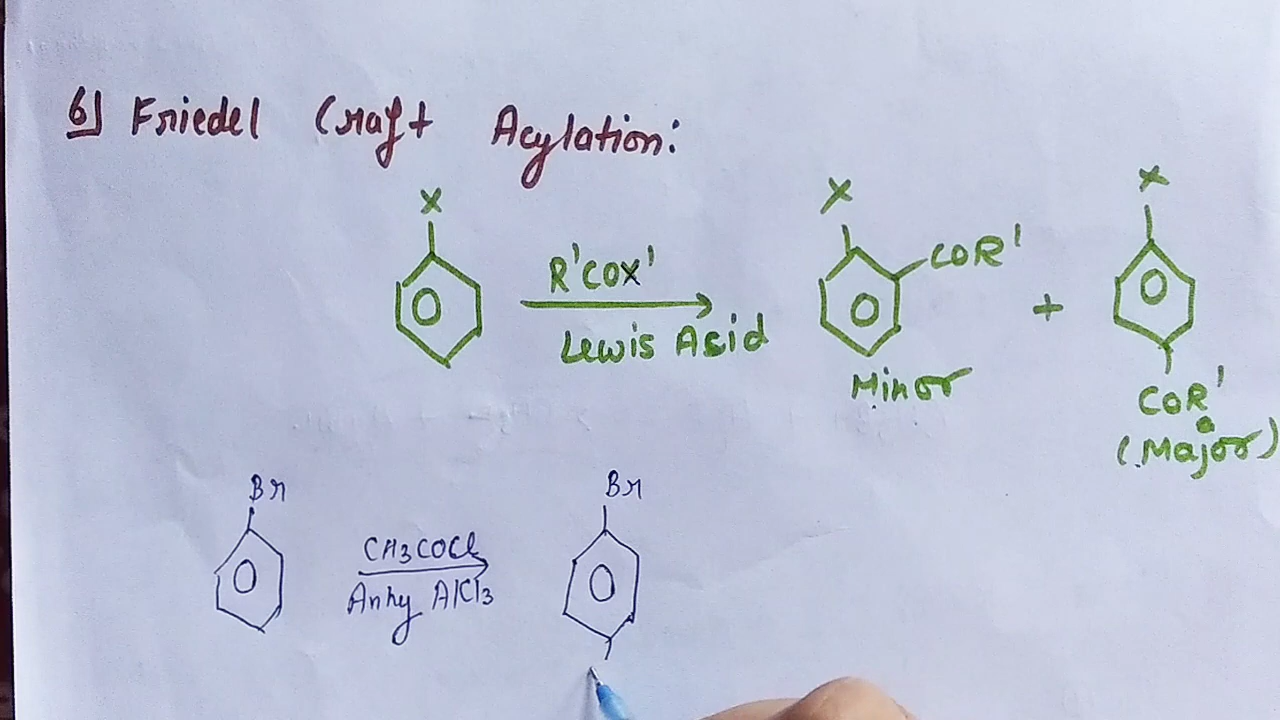 6] Friedel Craft Acylation:
X
X
X
R'COX'
Lewis Acid
COR'
+
Minor
COR'
(Major)
Br
Br
CH3COCl
Anhy AlCl3